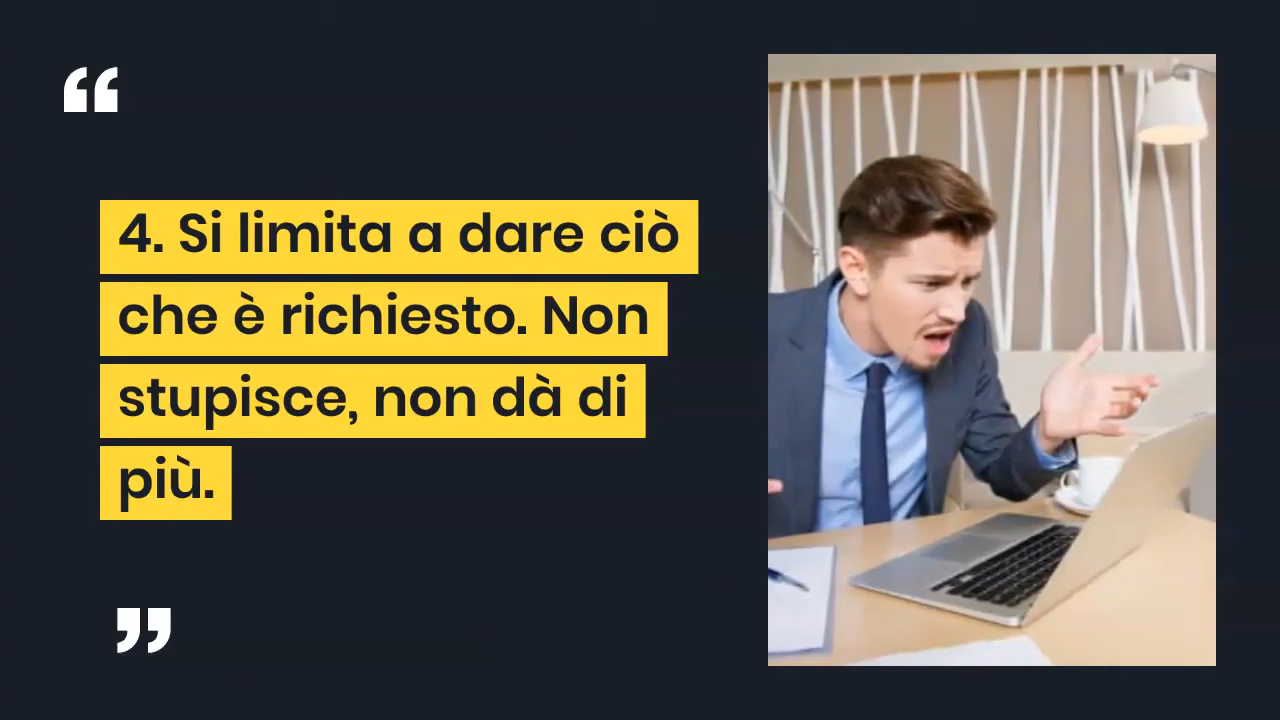 “
4. Si limita a dare ciò
che è richiesto. Non
stupisce, non dà di
più.
”